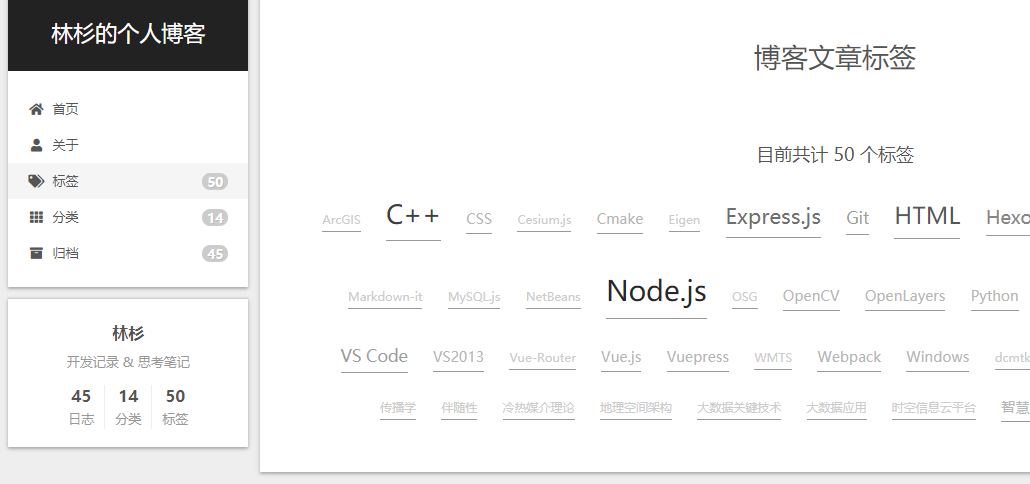 林杉的个人博客
首页
关于
标签 50
分类 14
归档 45
林杉
开发记录 & 思考笔记
45 14 50
日志 分类 标签
博客文章标签
目前共计 50 个标签
ArcGIS C++ CSS Cesium.js Cmake Eigen Express.js Git HTML Hexo
Markdown-it MySQL.js NetBeans Node.js OSG OpenCV OpenLayers Python
VS Code VS2013 Vue-Router Vue.js Vuepress WMTS Webpack Windows dcmtk
传播学 伴随性 冷热媒介理论 地理空间架构 大数据关键技术 大数据应用 时空信息云平台 智慧